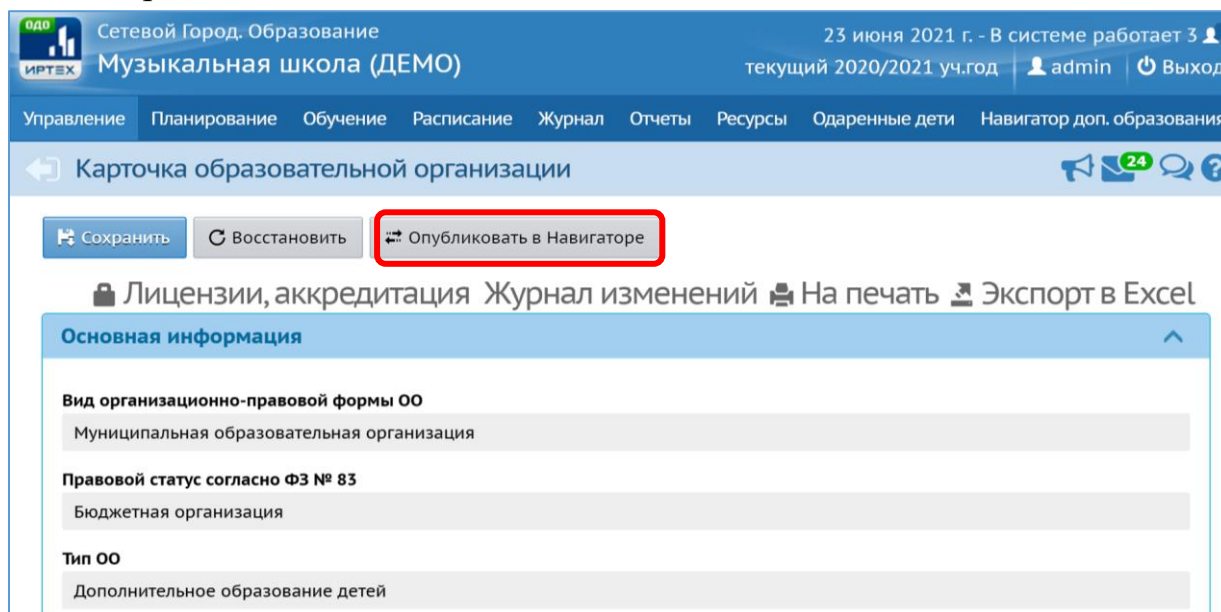 ОДО
ИРТЕХ
Сетевой Город. Образование
23 июня 2021 г. - В системе работает 3
Музыкальная школа (ДЕМО)
текущий 2020/2021 уч.год admin Выход
Управление Планирование Обучение Расписание Журнал Отчеты Ресурсы Одаренные дети Навигатор доп. образования
Карточка образовательной организации
24 ?
Сохранить Восстановить Опубликовать в Навигаторе
Лицензии, аккредитация Журнал изменений На печать Экспорт в Excel
Основная информация
Вид организационно-правовой формы ОО
Муниципальная образовательная организация
Правовой статус согласно ФЗ № 83
Бюджетная организация
Тип ОО
Дополнительное образование детей